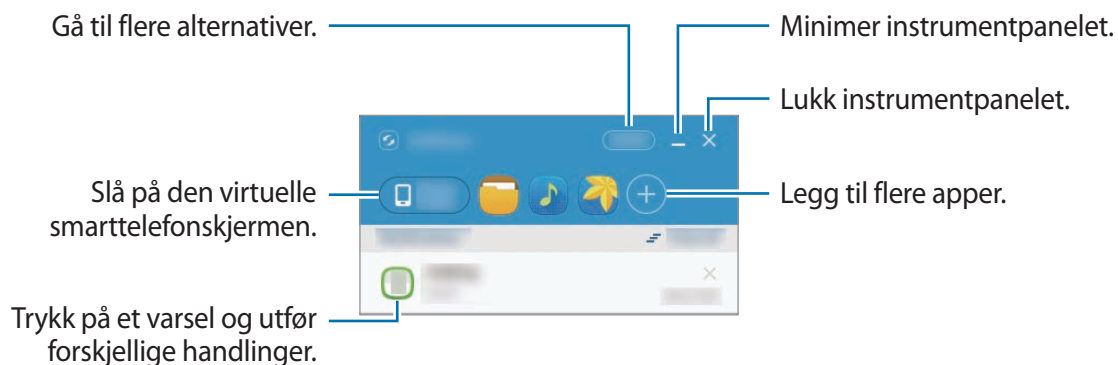 Gå til flere alternativer.
Minimer instrumentpanelet.
Lukk instrumentpanelet.
Slå på den virtuelle
smarttelefonskjermen.
Legg til flere apper.
Trykk på et varsel og utfør
forskjellige handlinger.